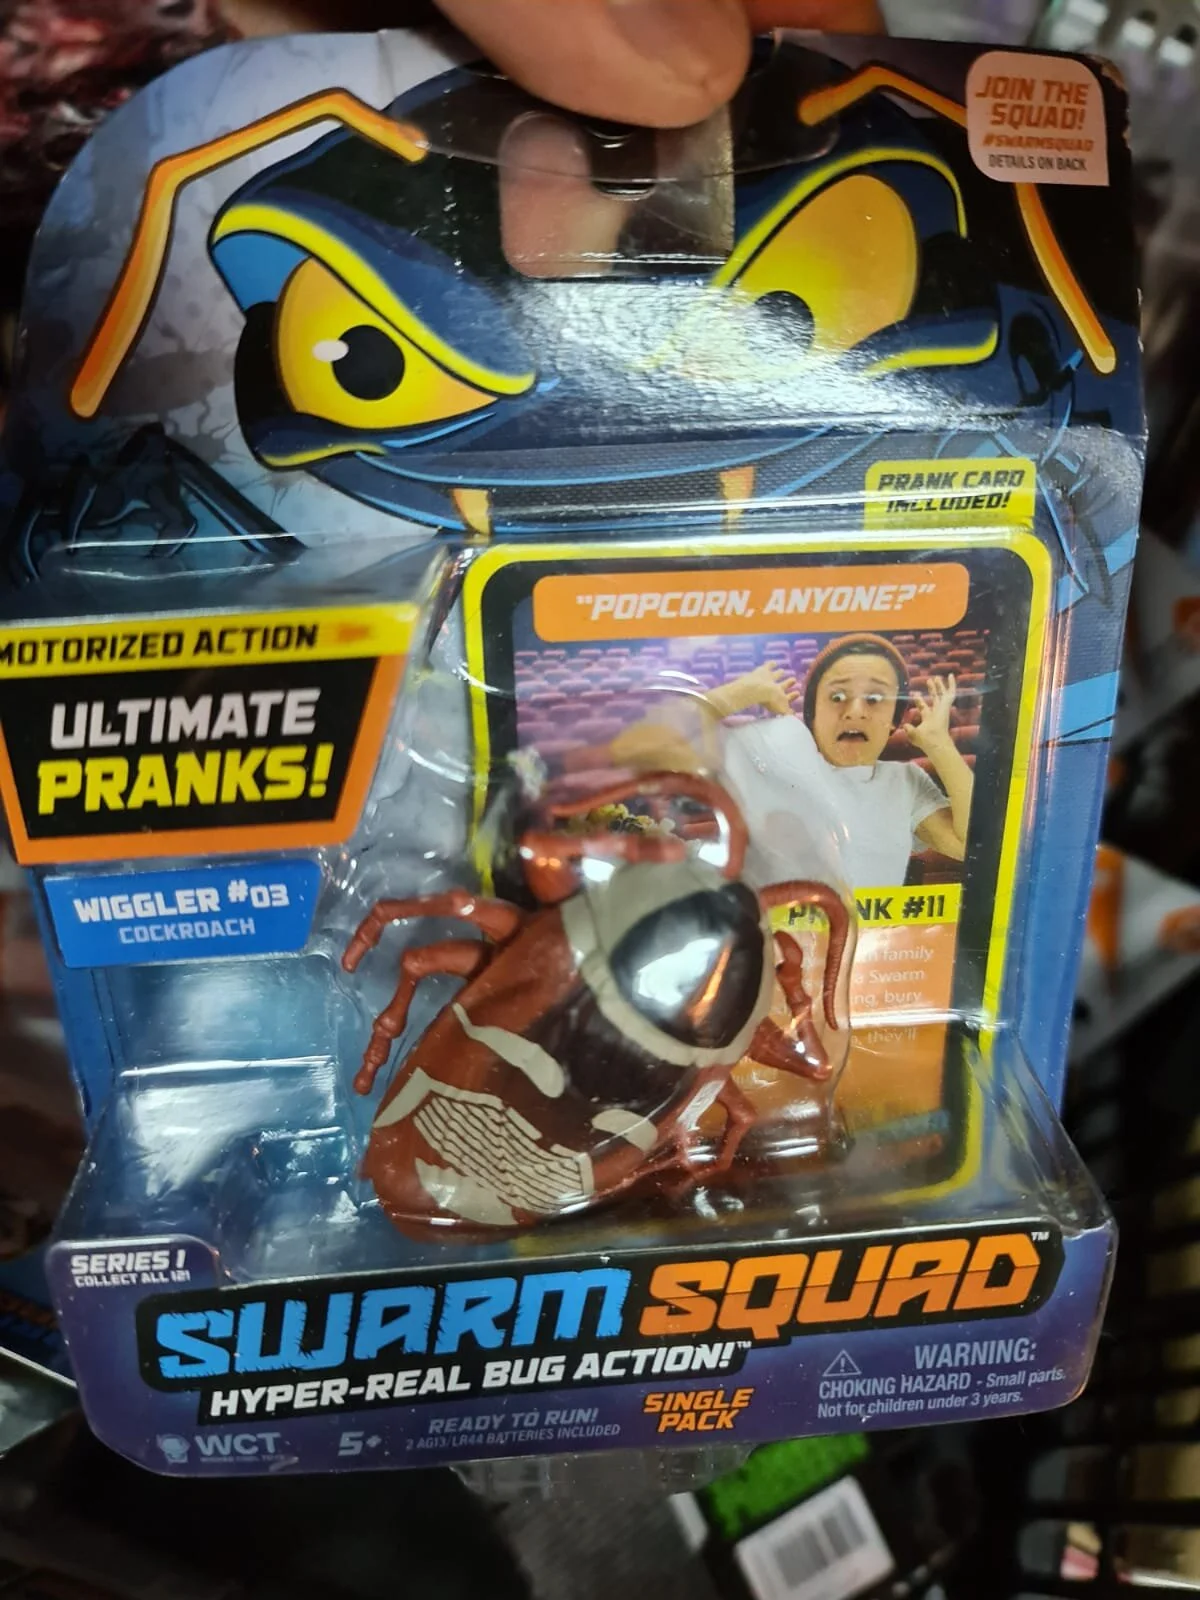 JOIN THE
SQUAD!
#SWARMSQUAD
DETAILS ON BACK
PRANK CARD
INCLUDED!
"POPCORN, ANYONE?"
MOTORIZED ACTION
ULTIMATE
PRANKS!
WIGGLER #03
COCKROACH
#11
family
a Swarm
bury
they'll
SERIES 1
COLLECT ALL 12!
SWARM SQUAD™
HYPER-REAL BUG ACTION!™
SINGLE
PACK
READY TO RUN!
2 AG13/LR44 BATTERIES INCLUDED
WCT
5+
WARNING:
CHOKING HAZARD - Small parts.
Not for children under 3 years.